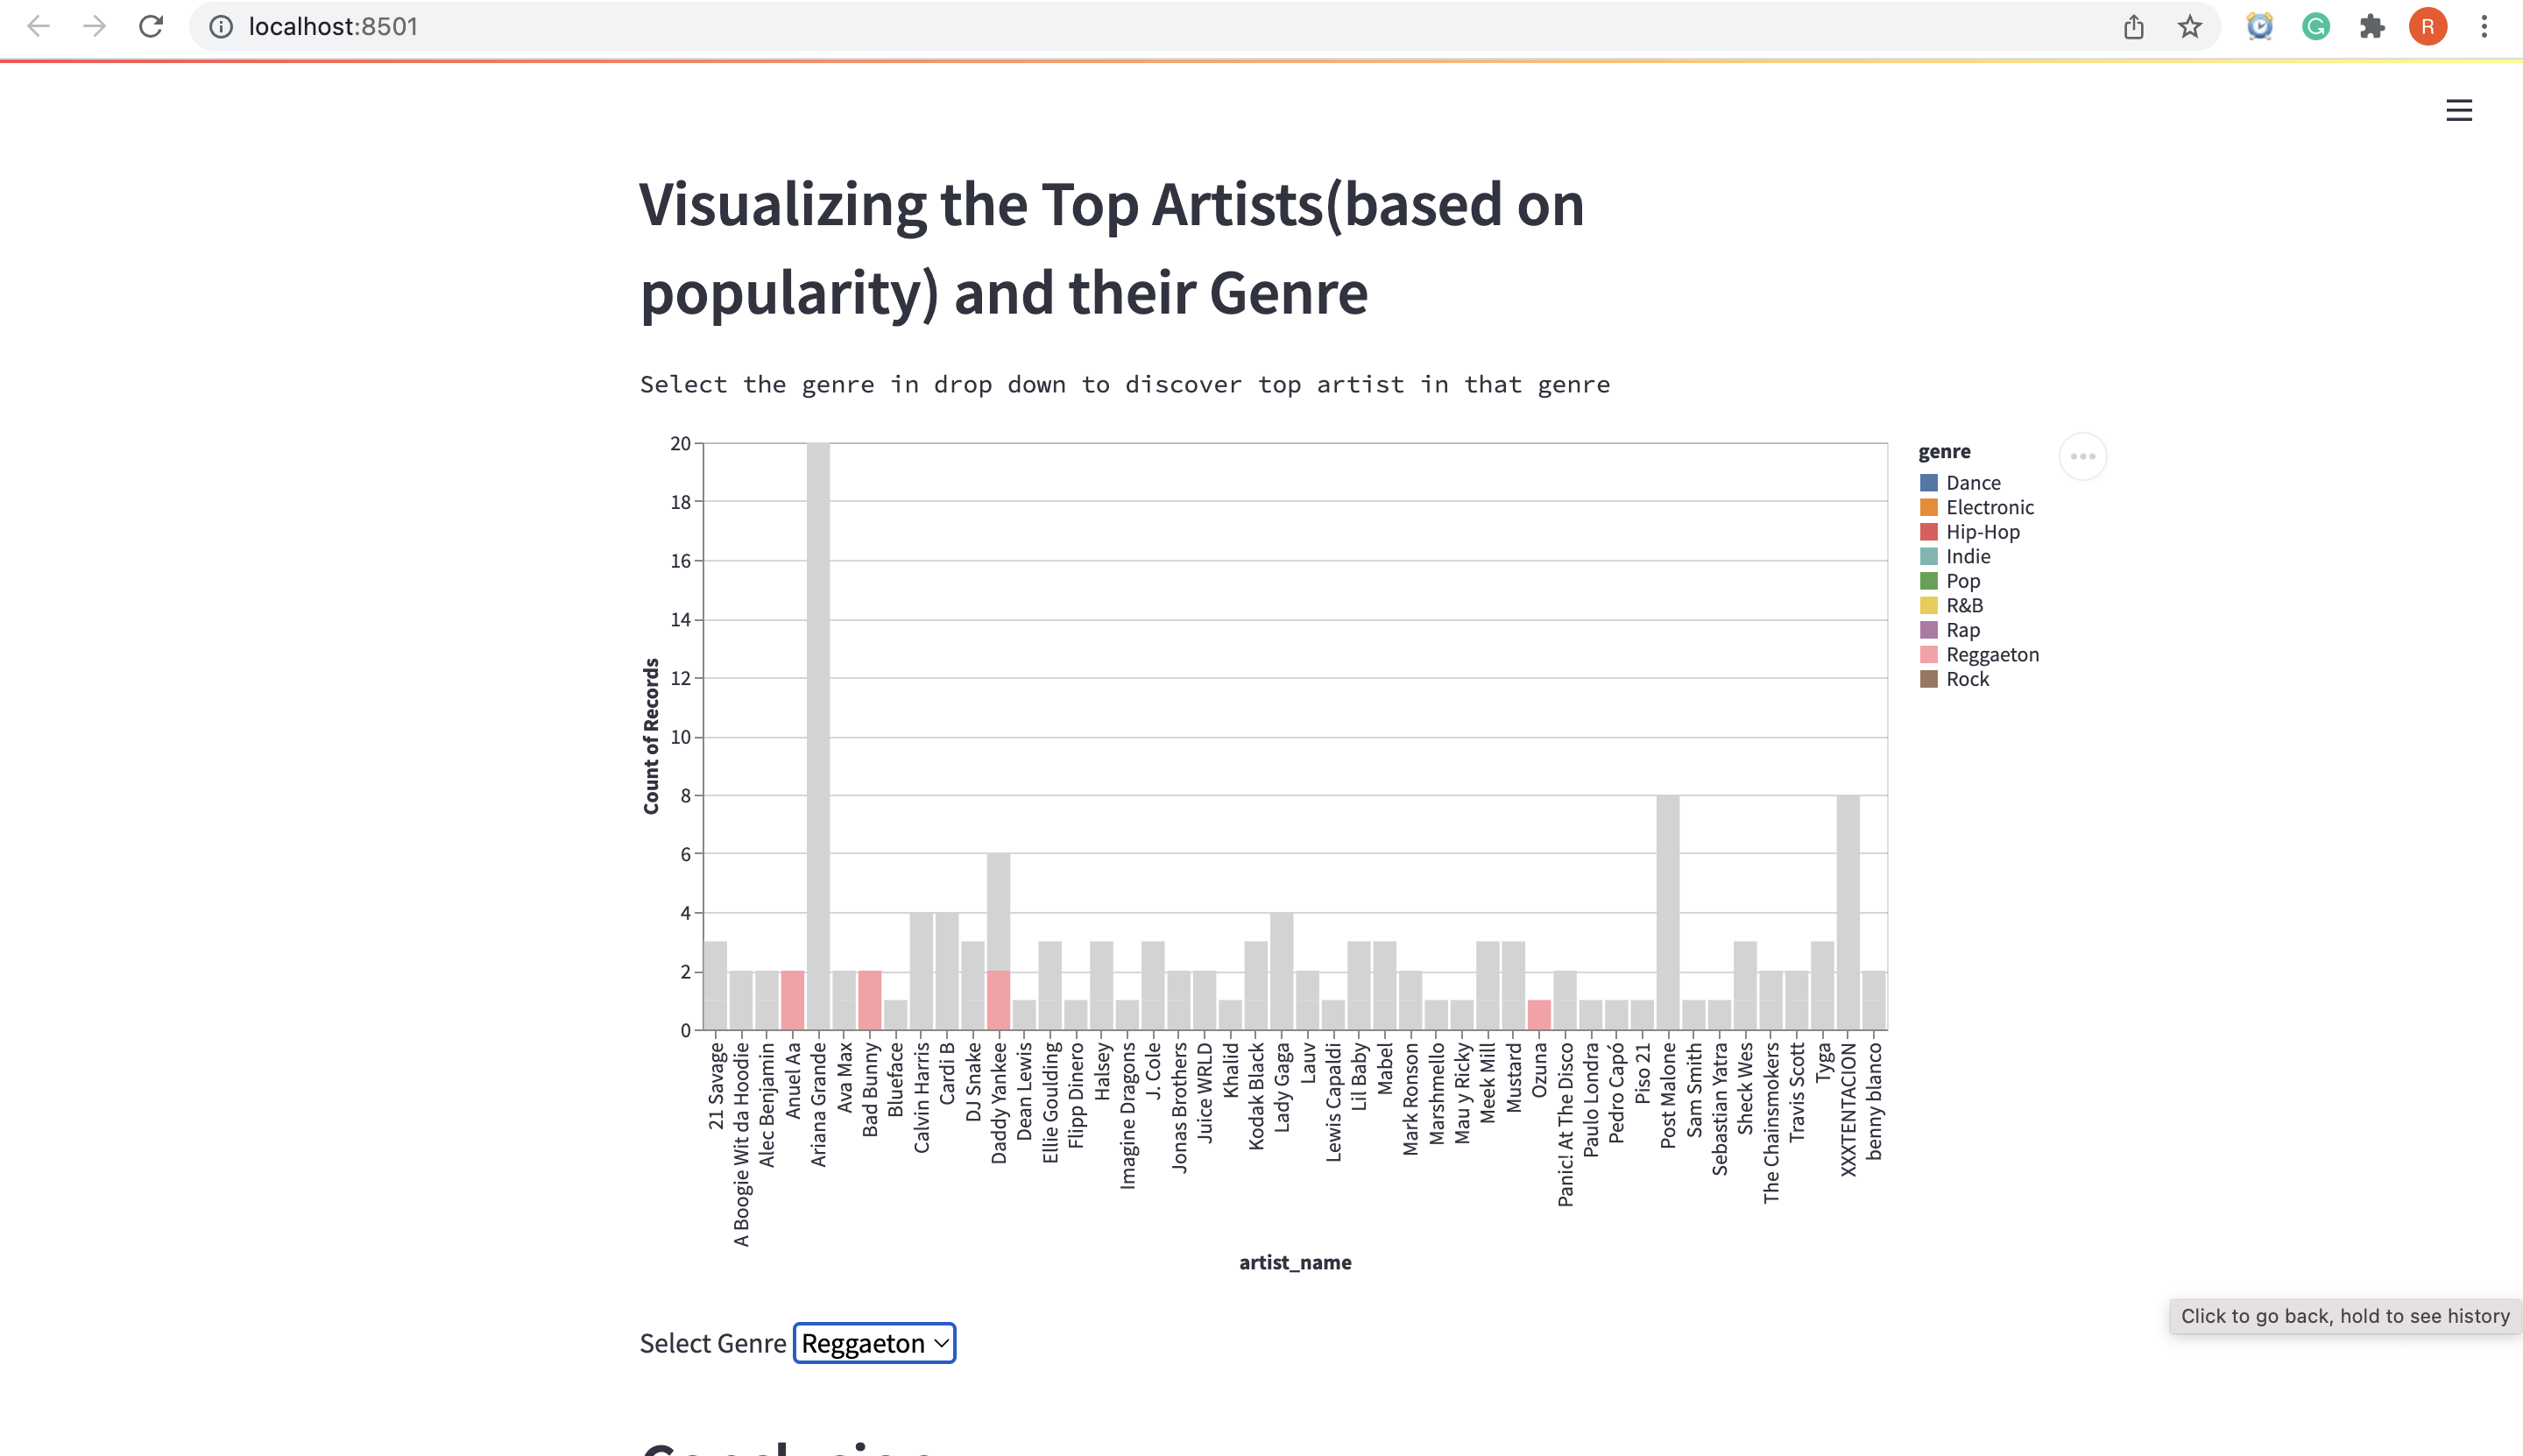 localhost:8501
R
Visualizing the Top Artists(based on
popularity) and their Genre
Select the genre in drop down to discover top artist in that genre
20
18
16
14
12
10
8
6
4
2
0
Count of Records
21 Savage
A Boogie Wit da Hoodie
Alec Benjamin
Anuel Aa
Ariana Grande
Ava Max
Bad Bunny
Blueface
Calvin Harris
Cardi B
DJ Snake
Daddy Yankee
Dean Lewis
Ellie Goulding
Flipp Dinero
Halsey
Imagine Dragons
J. Cole
Jonas Brothers
Juice WRLD
Khalid
Kodak Black
Lady Gaga
Lauv
Lewis Capaldi
Lil Baby
Mabel
Mark Ronson
Marshmello
Mau y Ricky
Meek Mill
Mustard
Ozuna
Panic! At The Disco
Paulo Londra
Pedro Capó
Piso 21
Post Malone
Sam Smith
Sebastian Yatra
Sheck Wes
The Chainsmokers
Travis Scott
Tyga
XXXTENTACION
benny blanco
artist_name
genre
Dance
Electronic
Hip-Hop
Indie
Pop
R&B
Rap
Reggaeton
Rock
Click to go back, hold to see history
Select Genre Reggaeton
Conclusion